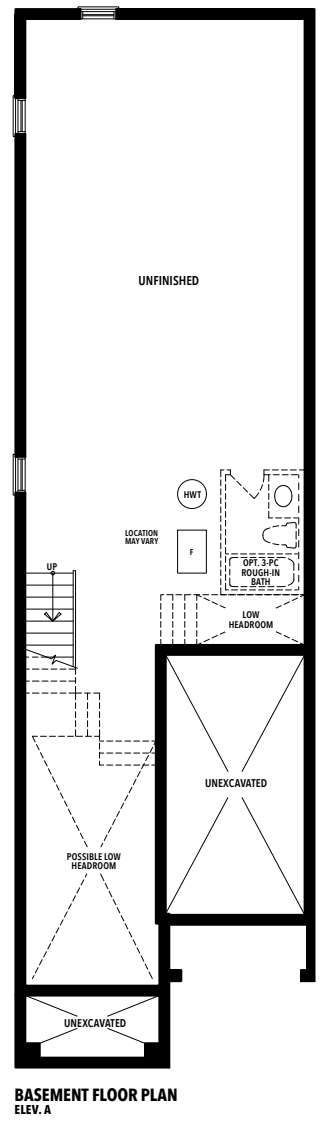 UNFINISHED
HWT
LOCATION
MAY VARY
F
OPT. 3-PC
ROUGH-IN
BATH
UP
LOW
HEADROOM
UNEXCAVATED
POSSIBLE LOW
HEADROOM
UNEXCAVATED
BASEMENT FLOOR PLAN
ELEV. A